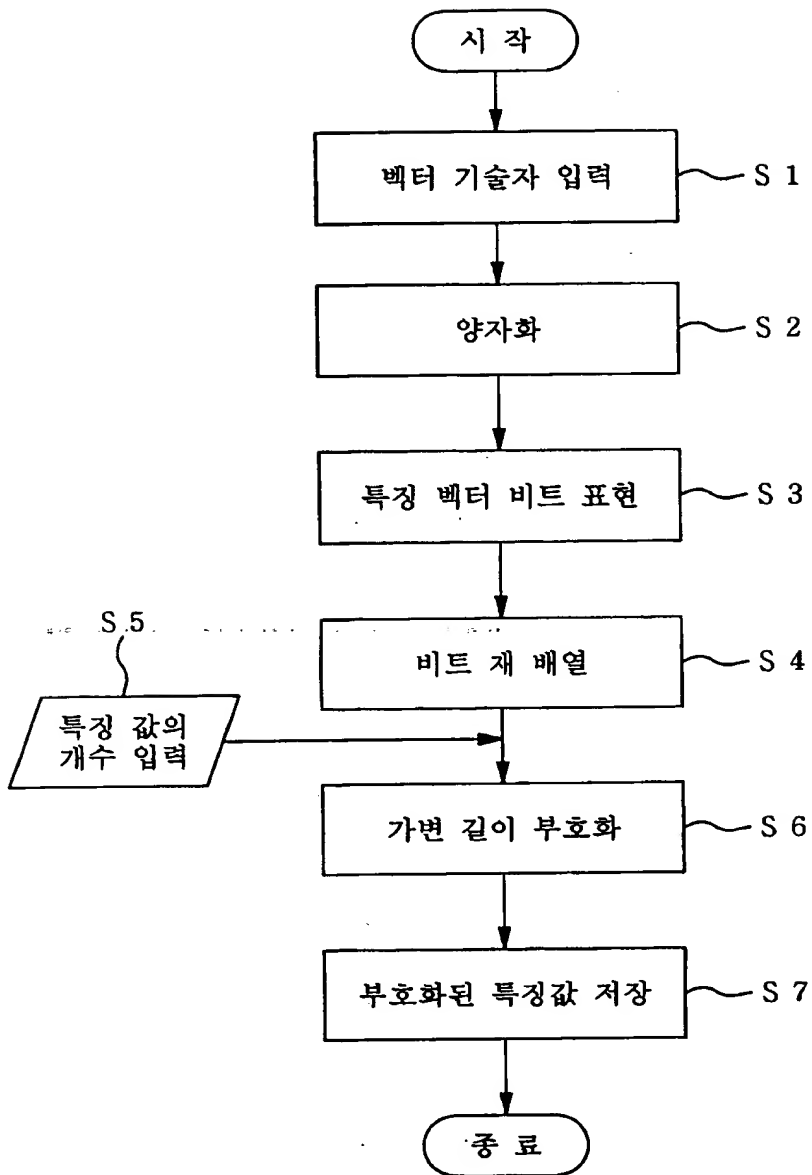 시 작
벡터 기술자 입력
S 1
양자화
S 2
특징 벡터 비트 표현
S 3
비트 재 배열
S 4
S 5
특징 값의
개수 입력
가변 길이 부호화
S 6
부호화된 특징값 저장
S 7
종 료